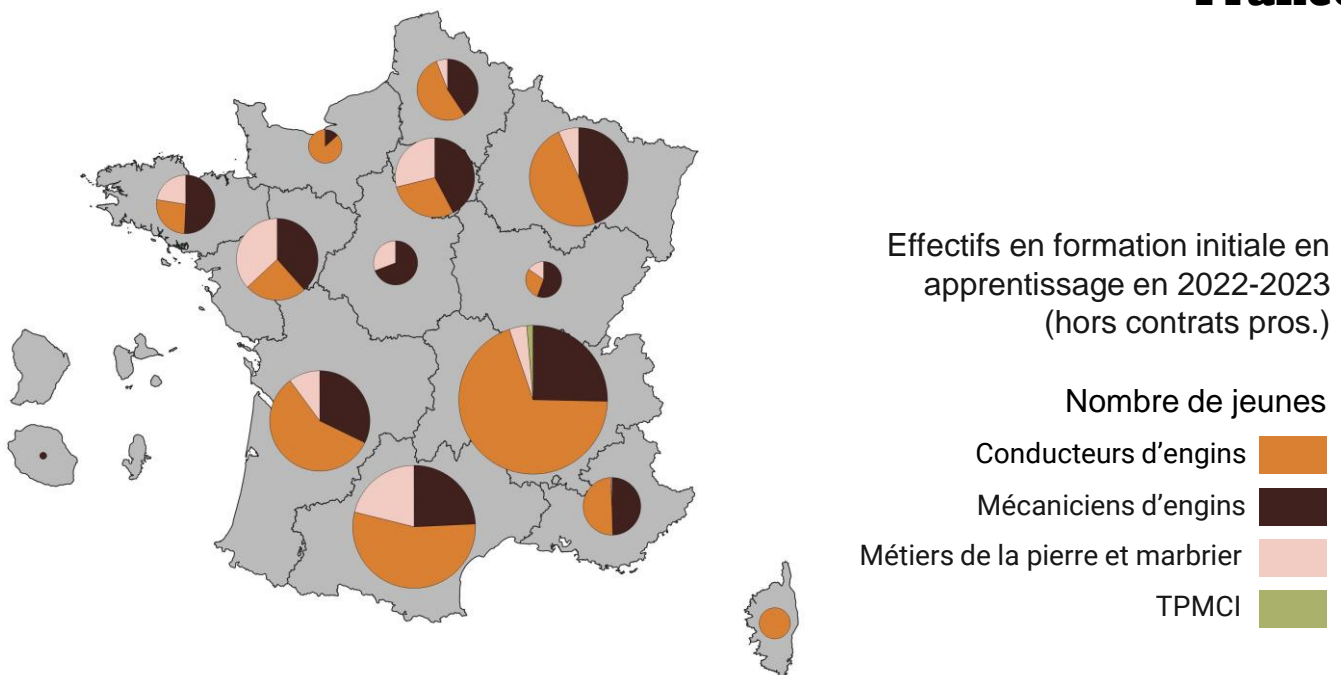 Effectifs en formation initiale en
apprentissage en 2022-2023
(hors contrats pros.)
Nombre de jeunes
Conducteurs d'engins
Mécaniciens d'engins
Métiers de la pierre et marbrier
TPMCI